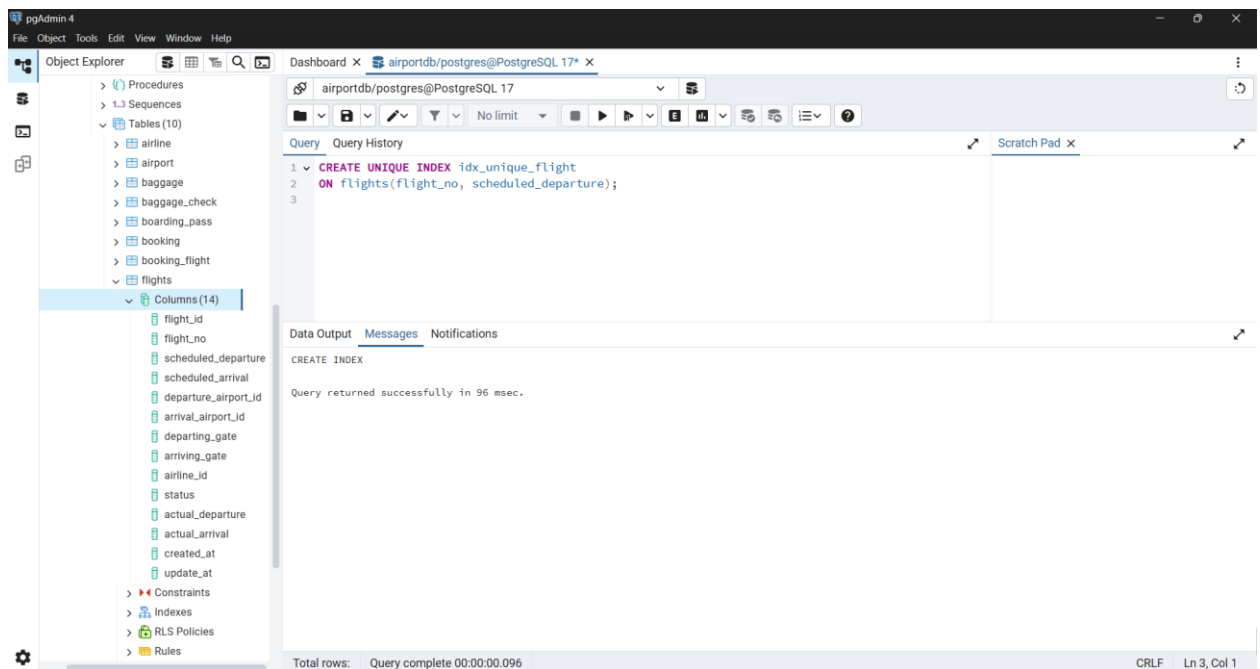 pgAdmin 4
File Object Tools Edit View Window Help
Object Explorer
Procedures
1..3 Sequences
Tables (10)
airline
airport
baggage
baggage_check
boarding_pass
booking
booking_flight
flights
Columns (14)
flight_id
flight_no
scheduled_departure
scheduled_arrival
departure_airport_id
arrival_airport_id
departing_gate
arriving_gate
airline_id
status
actual_departure
actual_arrival
created_at
update_at
Constraints
Indexes
RLS Policies
Rules
Dashboard
airportdb/postgres@PostgreSQL 17*
airportdb/postgres@PostgreSQL 17
No limit
E
Query Query History
1 CREATE UNIQUE INDEX idx_unique_flight
2 ON flights(flight_no, scheduled_departure);
3
Scratch Pad
Data Output Messages Notifications
CREATE INDEX
Query returned successfully in 96 msec.
Total rows: Query complete 00:00:00.096 CRLF Ln 3, Col 1